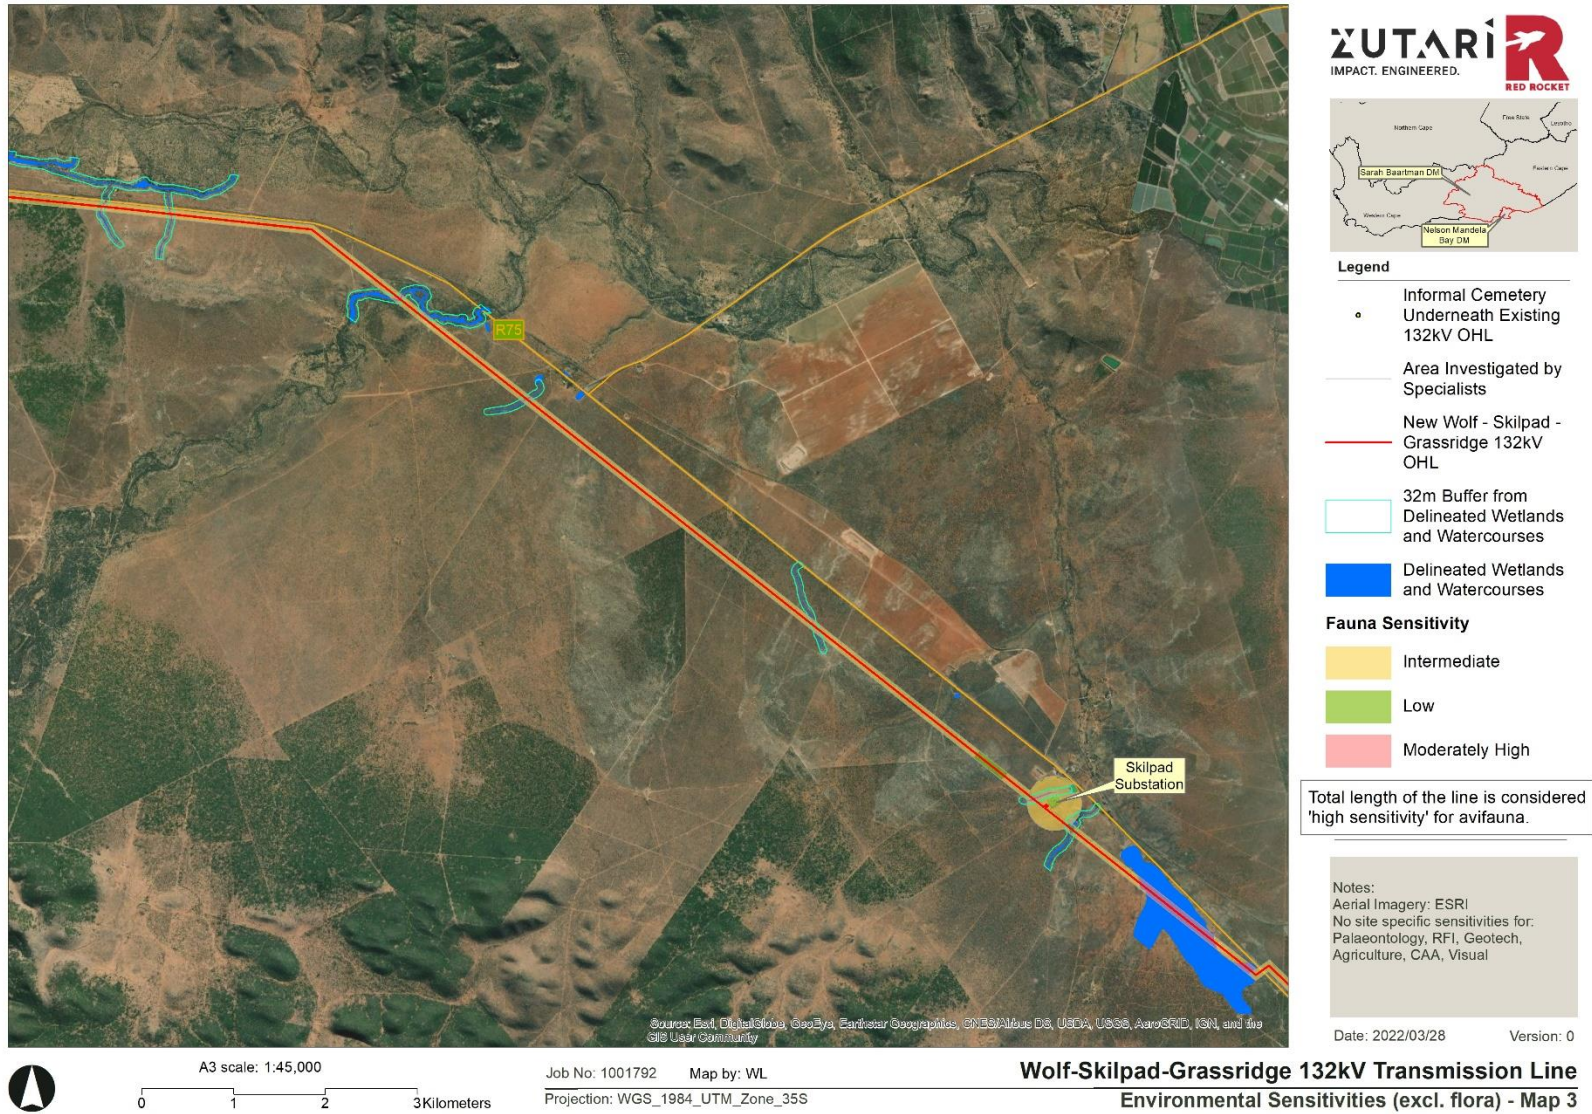 ZUTARi
IMPACT. ENGINEERED.
R
RED ROCKET
Northern Cape
Free State
Lesotho
Sarah Baartman DM
Eastern Cape
Western Cape
Nelson Mandela
Bay DM
Legend
Informal Cemetery
Underneath Existing
132kV OHL
Area Investigated by
Specialists
New Wolf - Skilpad -
Grassridge 132kV
OHL
32m Buffer from
Delineated Wetlands
and Watercourses
Delineated Wetlands
and Watercourses
Fauna Sensitivity
Intermediate
Low
Moderately High
Total length of the line is considered
'high sensitivity' for avifauna.
Notes:
Aerial Imagery: ESRI
No site specific sensitivities for:
Palaeontology, RFI, Geotech,
Agriculture, CAA, Visual
Date: 2022/03/28 Version: 0
R75
Skilpad
Substation
Source: Esri, DigitalGlobe, GeoEye, Earthstar Geographics, CNES/Airbus DS, USDA, USGS, AeroGRID, IGN, and the
GIS User Community
A3 scale: 1:45,000
0 1 2 3 Kilometers
Job No: 1001792 Map by: WL
Projection: WGS_1984_UTM_Zone_35S
Wolf-Skilpad-Grassridge 132kV Transmission Line
Environmental Sensitivities (excl. flora) - Map 3